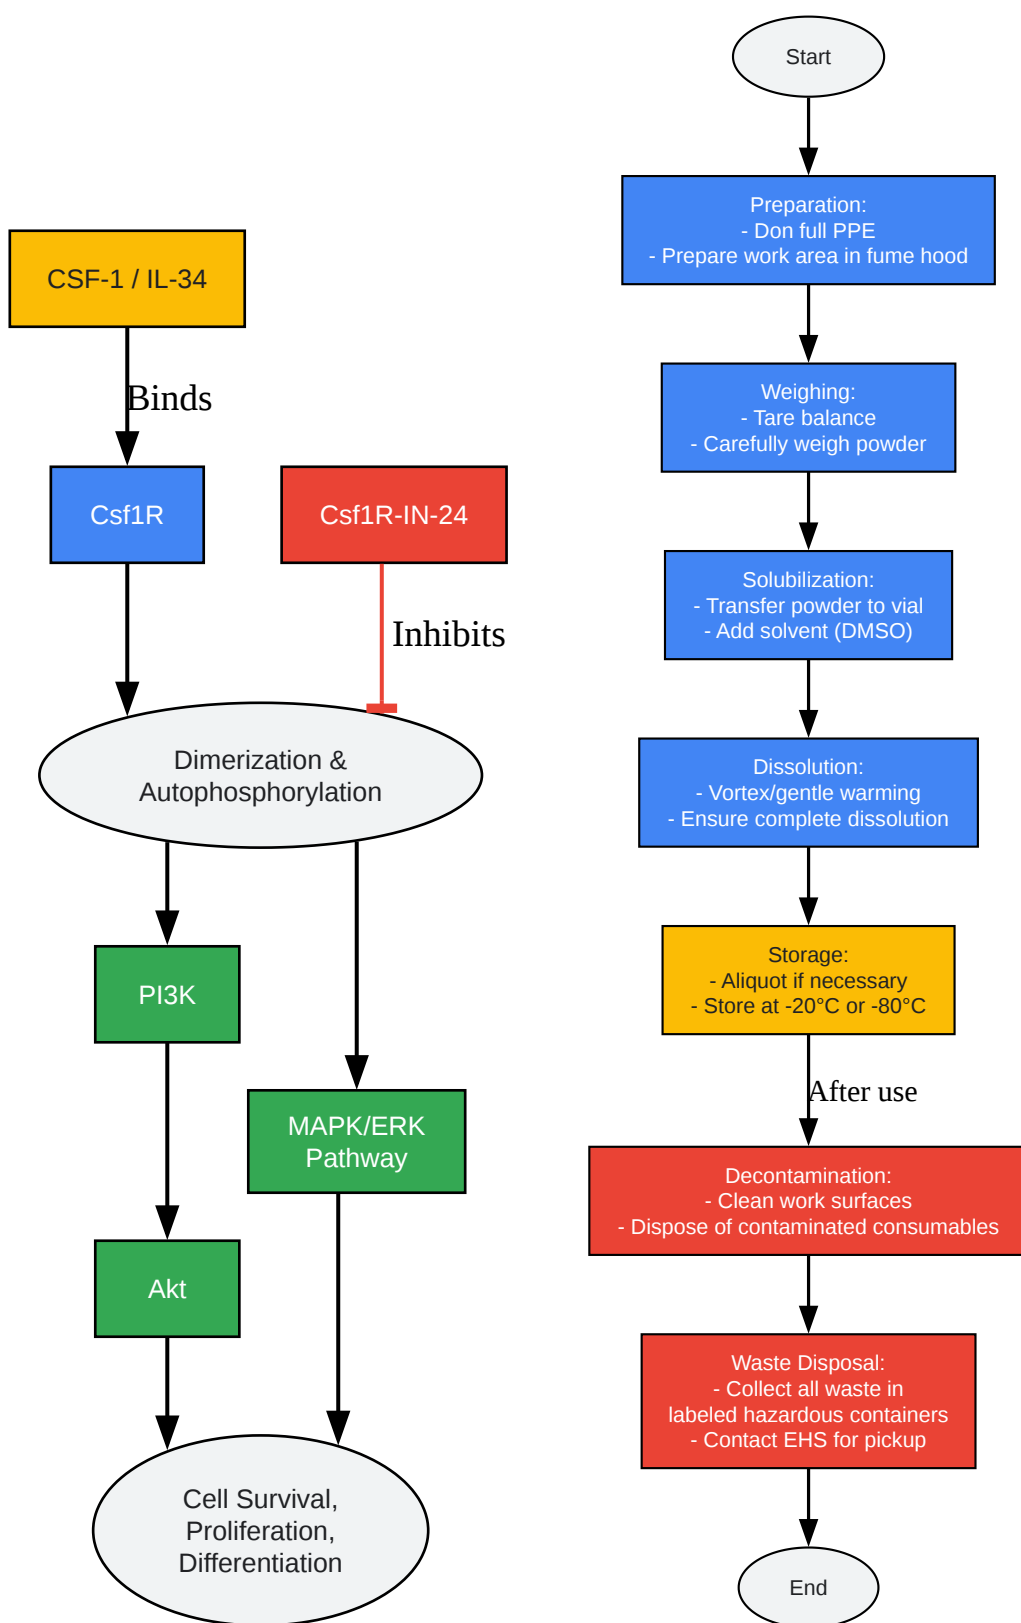 CSF-1 / IL-34
Binds
Csf1R
Csf1R-IN-24
Inhibits
Dimerization &
Autophosphorylation
PI3K
MAPK/ERK
Pathway
Akt
Cell Survival,
Proliferation,
Differentiation
Start
Preparation:
- Don full PPE
- Prepare work area in fume hood
Weighing:
- Tare balance
- Carefully weigh powder
Solubilization:
- Transfer powder to vial
- Add solvent (DMSO)
Dissolution:
- Vortex/gentle warming
- Ensure complete dissolution
Storage:
- Aliquot if necessary
- Store at -20°C or -80°C
After use
Decontamination:
- Clean work surfaces
- Dispose of contaminated consumables
Waste Disposal:
- Collect all waste in
labeled hazardous containers
- Contact EHS for pickup
End